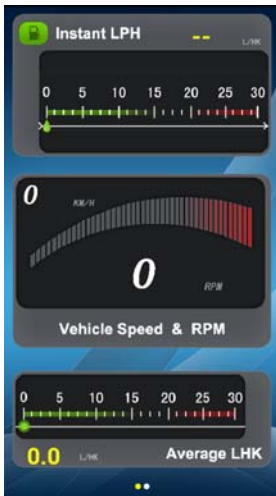 Instant LPH -- L/HK
0 5 10 15 20 25 30
0 KM/H
0 RPM
Vehicle Speed & RPM
0 5 10 15 20 25 30
0.0 L/HK Average LHK